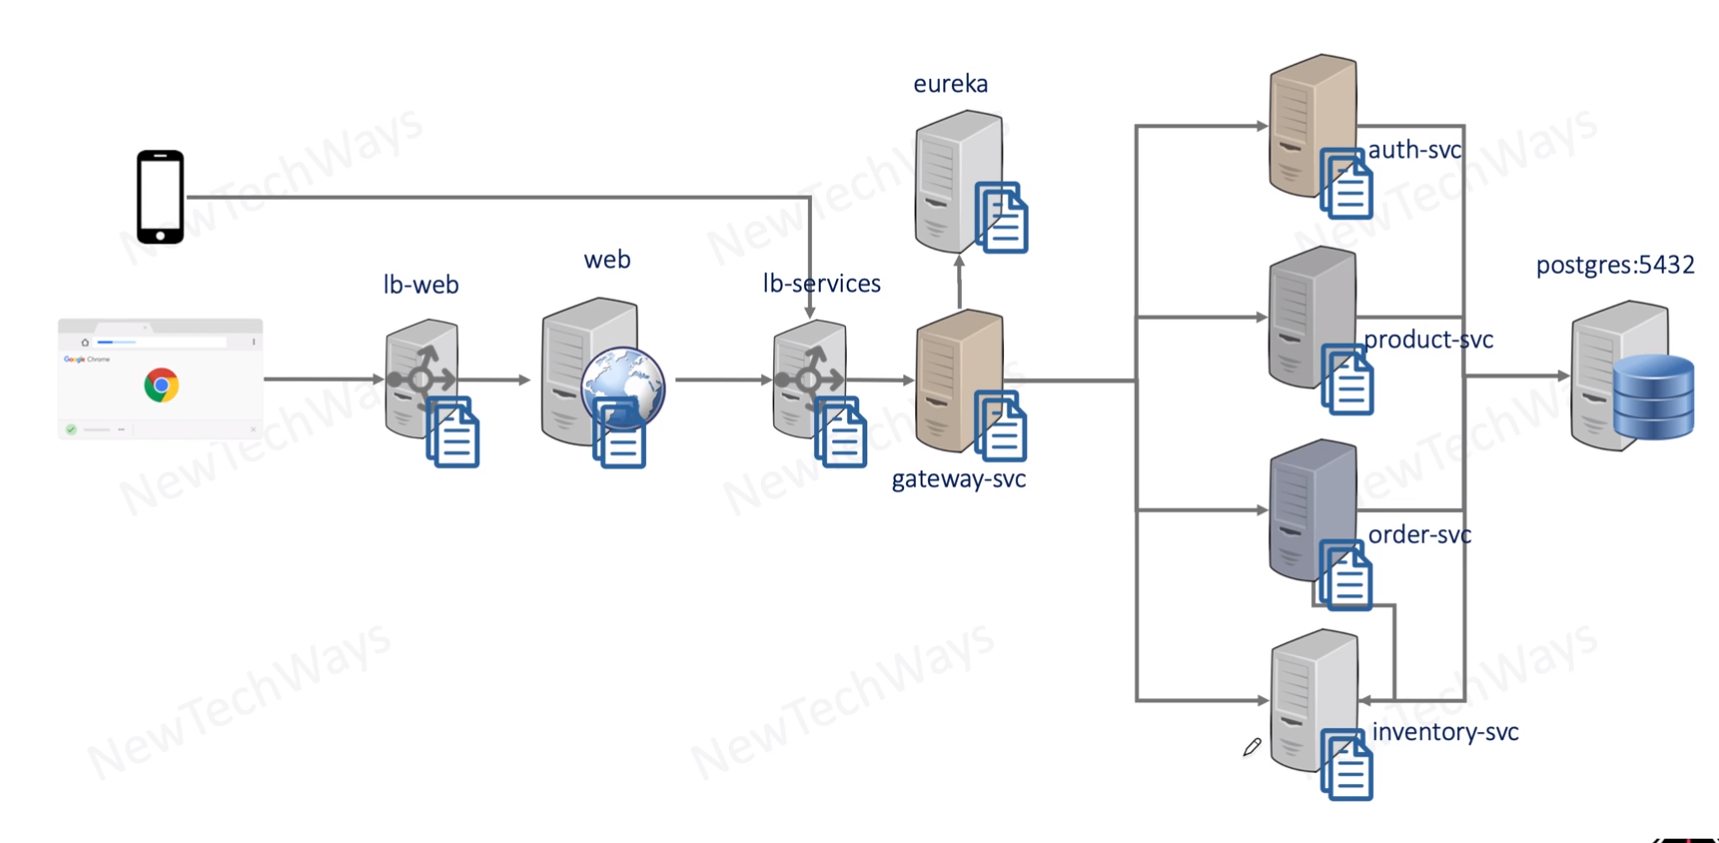 eureka
auth-svc
web
lb-web
lb-services
postgres:5432
product-svc
Google Chrome
gateway-svc
order-svc
inventory-svc
NewTechWays
NewTechWays
NewTechWays
NewTechWays
NewTechWays
NewTechWays
NewTechWays
NewTechWays
NewTechWays